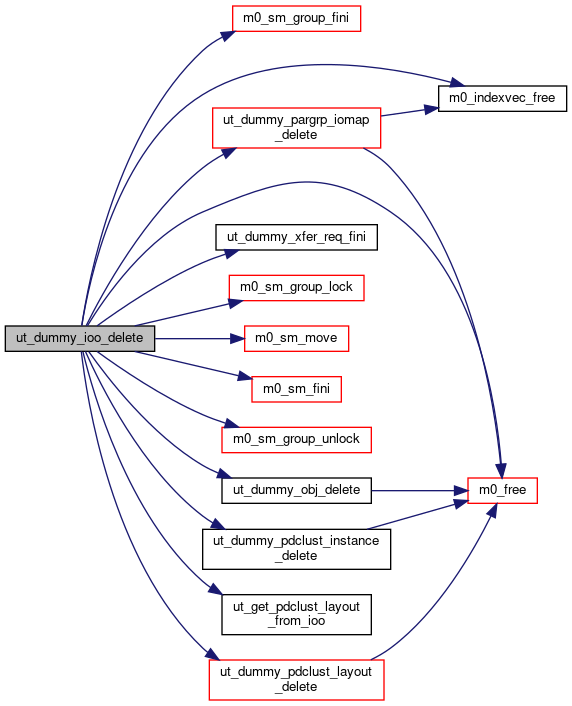 m0_sm_group_fini
m0_indexvec_free
ut_dummy_pargrp_iomap
_delete
ut_dummy_xfer_req_fini
m0_sm_group_lock
ut_dummy_ioo_delete
m0_sm_move
m0_sm_fini
m0_sm_group_unlock
ut_dummy_obj_delete
m0_free
ut_dummy_pdclust_instance
_delete
ut_get_pdclust_layout
_from_ioo
ut_dummy_pdclust_layout
_delete